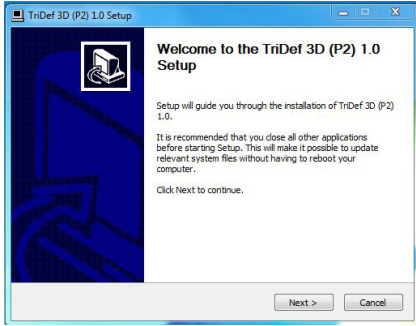 TriDef 3D (P2) 1.0 Setup
Welcome to the TriDef 3D (P2) 1.0
Setup
Setup will guide you through the installation of TriDef 3D (P2)
1.0.
It is recommended that you close all other applications
before starting Setup. This will make it possible to update
relevant system files without having to reboot your
computer.
Click Next to continue.
Next >
Cancel